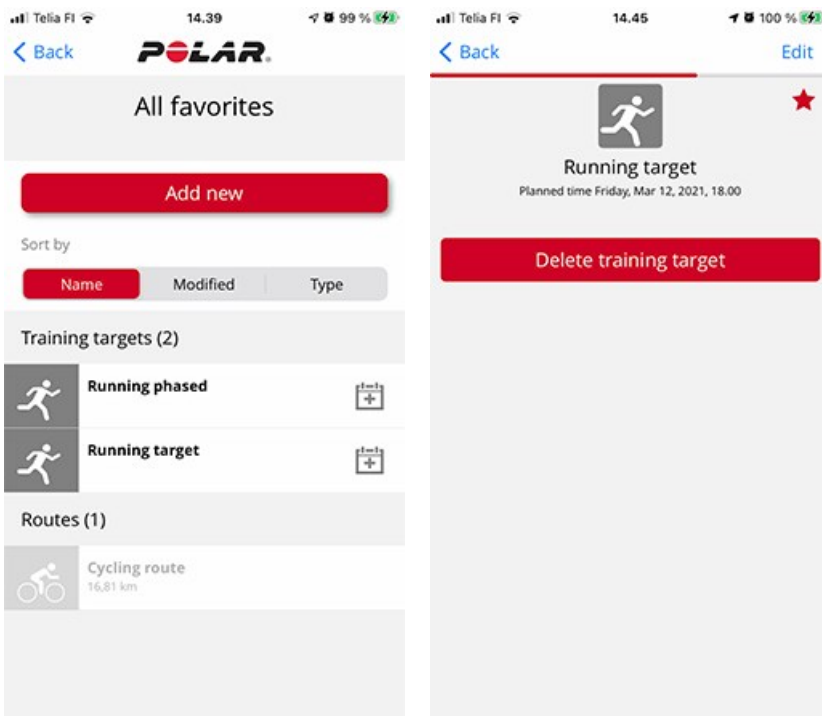 Telia FI 14.39 99 %
Back POLAR.
All favorites
Add new
Sort by
Name Modified Type
Training targets (2)
Running phased
Running target
Routes (1)
Cycling route
16,81 km
Telia FI 14.45 100 %
Back Edit
Running target
Planned time Friday, Mar 12, 2021, 18.00
Delete training target